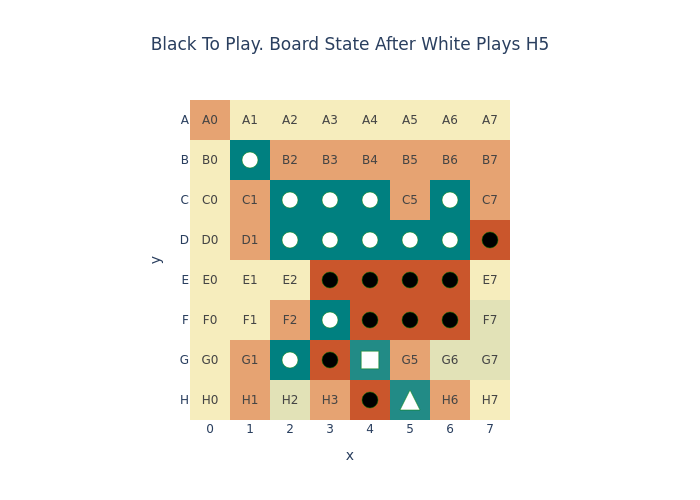 Black To Play. Board State After White Plays H5
A A0 A1 A2 A3 A4 A5 A6 A7
B B0 B2 B3 B4 B5 B6 B7
C C0 C1 C5 C7
D D0 D1
y
E E0 E1 E2 E7
F F0 F1 F2 F7
G G0 G1 G5 G6 G7
H H0 H1 H2 H3 H6 H7
0 1 2 3 4 5 6 7
x